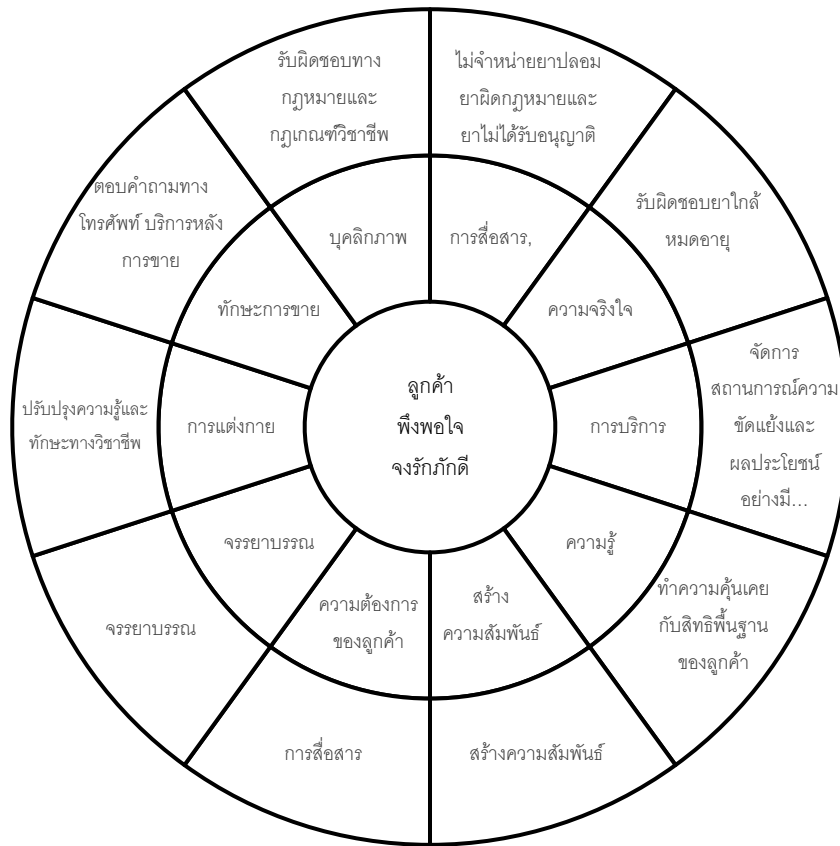 รับผิดชอบทาง
กฎหมายและ
กฎเกณฑ์วิชาชีพ
ไม่จำหน่ายยาปลอม
ยาผิดกฎหมายและ
ยาไม่ได้รับอนุญาติ
รับผิดชอบยาใกล้
หมดอายุ
จัดการ
สถานการณ์ความ
ขัดแย้งและ
ผลประโยชน์
อย่างมี...
ทำความคุ้นเคย
กับสิทธิพื้นฐาน
ของลูกค้า
สร้างความสัมพันธ์
การสื่อสาร
จรรยาบรรณ
ปรับปรุงความรู้และ
ทักษะทางวิชาชีพ
ตอบคำถามทาง
โทรศัพท์ บริการหลัง
การขาย
บุคลิกภาพ
การสื่อสาร,
ความจริงใจ
การบริการ
ความรู้
สร้าง
ความสัมพันธ์
ความต้องการ
ของลูกค้า
จรรยาบรรณ
การแต่งกาย
ทักษะการขาย
ลูกค้า
พึงพอใจ
จงรักภักดี